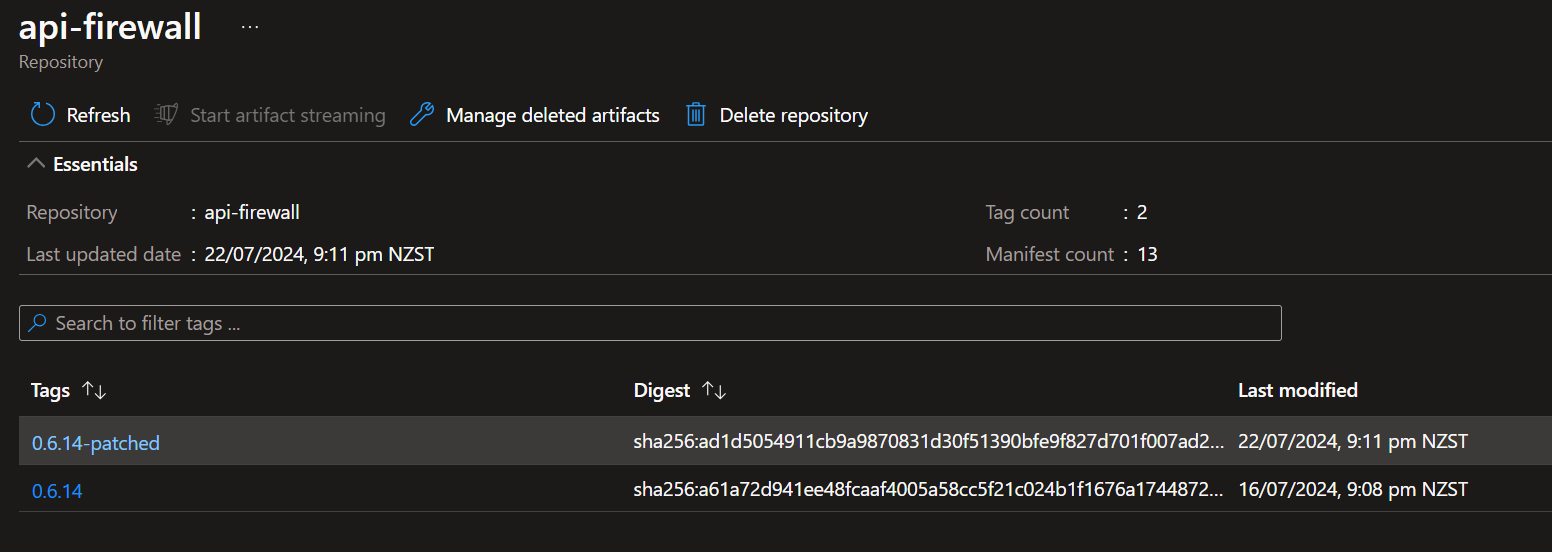 api-firewall ...
Repository
Refresh Start artifact streaming Manage deleted artifacts Delete repository
Essentials
Repository : api-firewall Tag count : 2
Last updated date : 22/07/2024, 9:11 pm NZST Manifest count : 13
Search to filter tags ...
Tags Digest Last modified
0.6.14-patched sha256:ad1d5054911cb9a9870831d30f51390bfe9f827d701f007ad2... 22/07/2024, 9:11 pm NZST
0.6.14 sha256:a61a72d941ee48fcaaf4005a58cc5f21c024b1f1676a1744872... 16/07/2024, 9:08 pm NZST